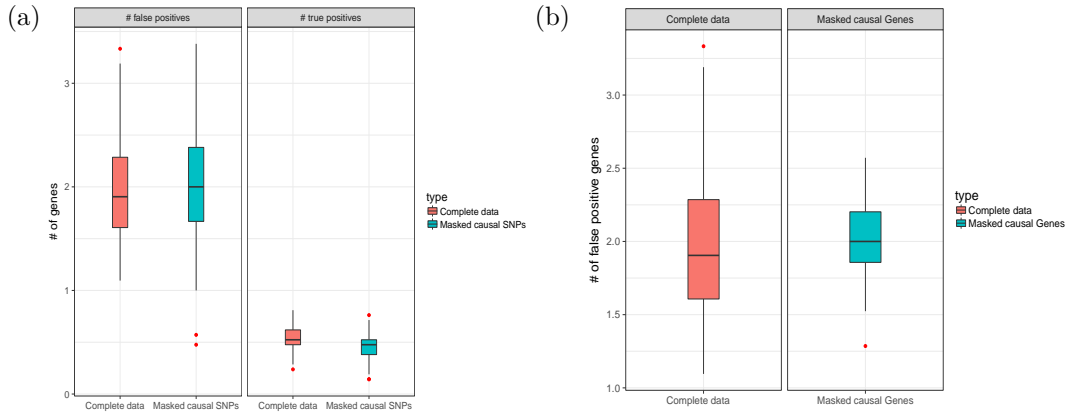 (a)
# false positives
# true positives
# of genes
3
2
1
0
Complete data
Masked causal SNPs
Complete data
Masked causal SNPs
type
Complete data
Masked causal SNPs
(b)
Complete data
Masked causal Genes
# of false positive genes
3.0
2.5
2.0
1.5
1.0
Complete data
Masked causal Genes
type
Complete data
Masked causal Genes